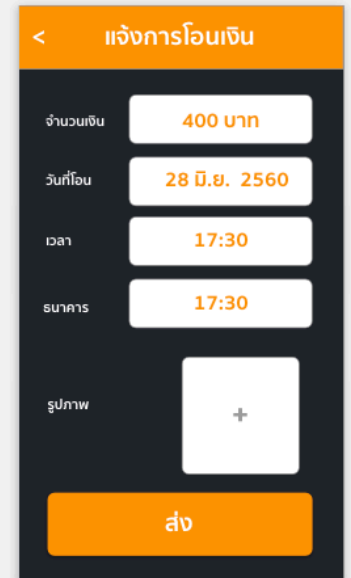 < แจ้งการโอนเงิน
จำนวนเงิน 400 บาท
วันที่โอน 28 มิ.ย. 2560
เวลา 17:30
ธนาคาร 17:30
รูปภาพ +
ส่ง